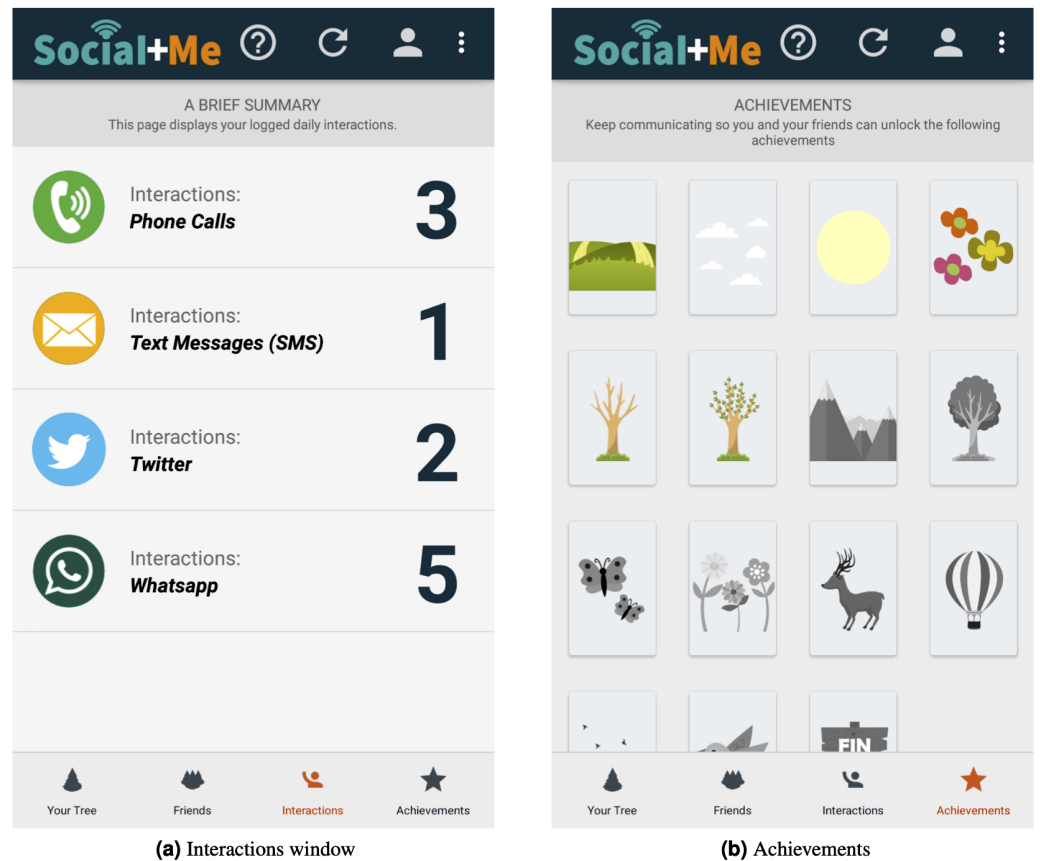 Social+Me
A BRIEF SUMMARY
This page displays your logged daily interactions.
Interactions:
Phone Calls
3
Interactions:
Text Messages (SMS)
1
Interactions:
Twitter
2
Interactions:
Whatsapp
5
Your Tree
Friends
Interactions
Achievements
(a) Interactions window
Social+Me
ACHIEVEMENTS
Keep communicating so you and your friends can unlock the following
achievements
FIN
Your Tree
Friends
Interactions
Achievements
(b) Achievements